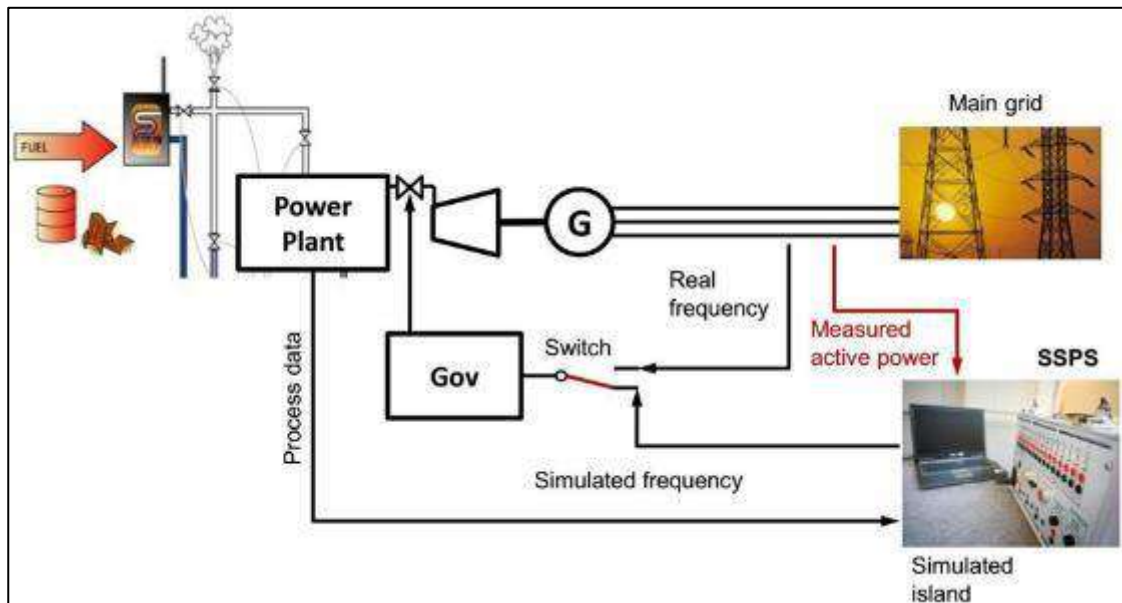 Main grid
FUEL
S
Power
Plant
G
Real
frequency
Measured
active power
SSPS
Switch
Gov
Process data
Simulated frequency
Simulated
island